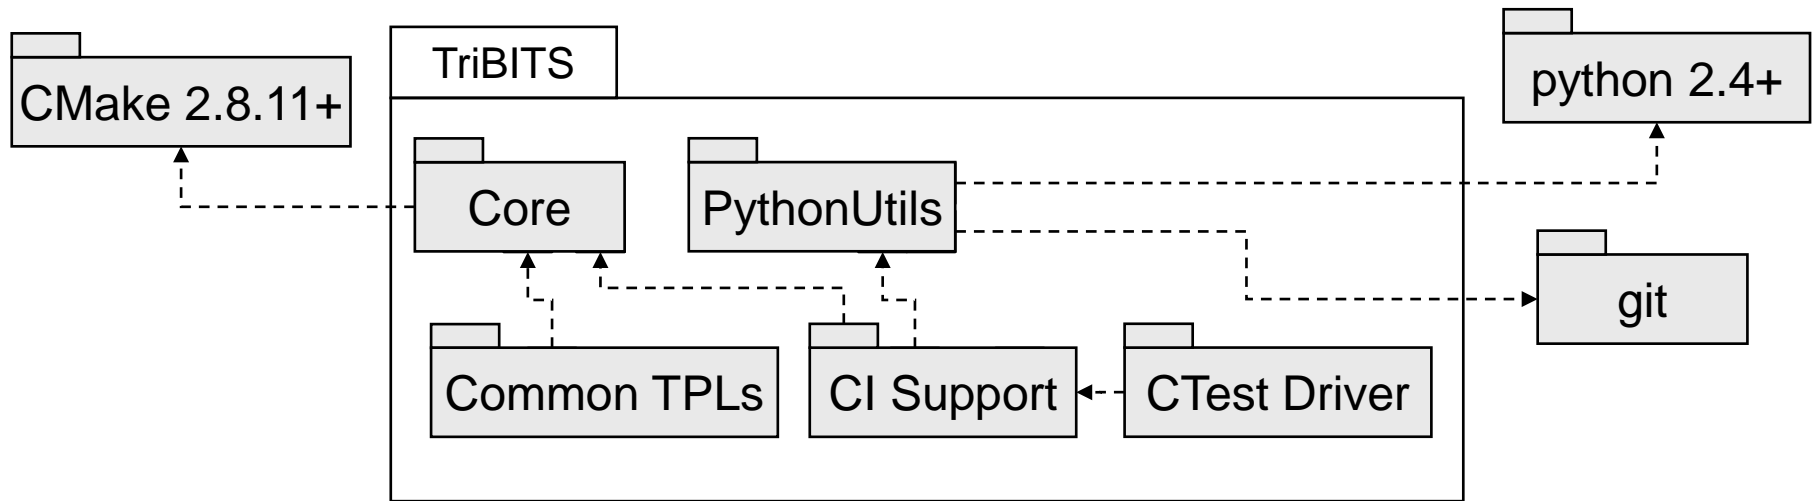 TriBITS
CMake 2.8.11+
python 2.4+
Core
PythonUtils
git
Common TPLs
CI Support
CTest Driver